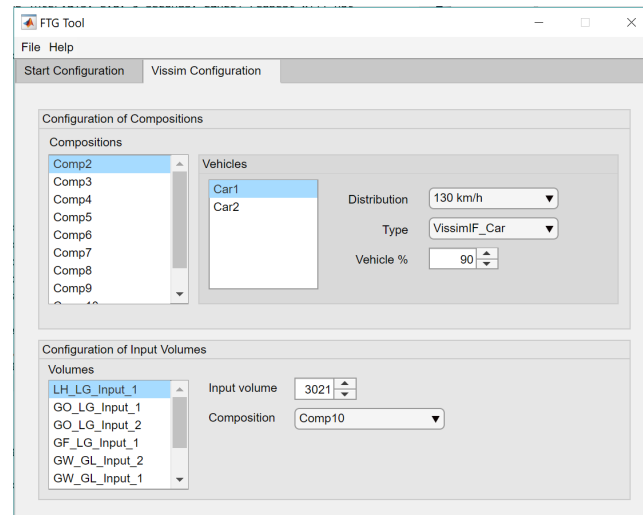 FTG Tool
File Help
Start Configuration Vissim Configuration
Configuration of Compositions
Compositions
Comp2
Comp3
Comp4
Comp5
Comp6
Comp7
Comp8
Comp9
Vehicles
Car1
Car2
Distribution 130 km/h
Type VissimIF_Car
Vehicle % 90
Configuration of Input Volumes
Volumes
LH_LG_Input_1
GO_LG_Input_1
GO_LG_Input_2
GF_LG_Input_1
GW_GL_Input_2
GW_GL_Input_1
Input volume 3021
Composition Comp10